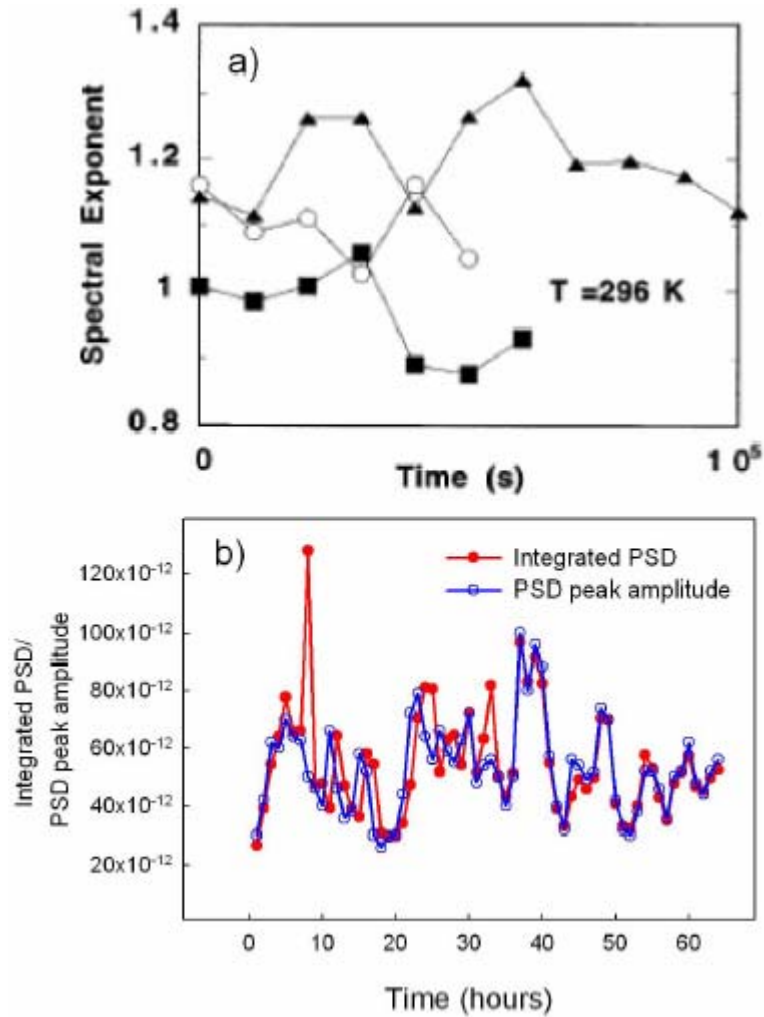 1.4
a)
1.2
1
0.8
Spectral Exponent
T =296 K
0
10⁵
Time (s)
b)
Integrated PSD
PSD peak amplitude
120x10⁻¹²
100x10⁻¹²
80x10⁻¹²
60x10⁻¹²
40x10⁻¹²
20x10⁻¹²
Integrated PSD/
PSD peak amplitude
0 10 20 30 40 50 60
Time (hours)